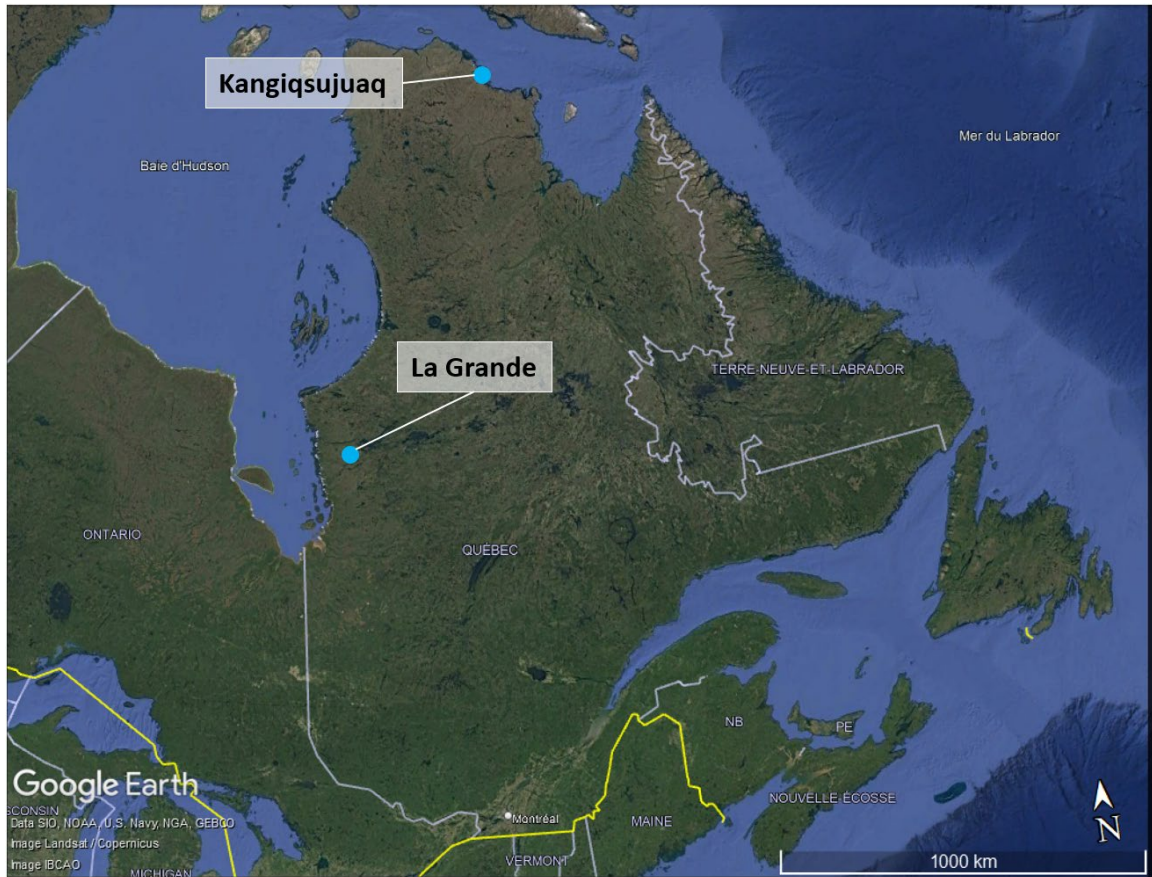 Kangiqsujuaq
Mer du Labrador
Baie d'Hudson
La Grande
TERRE-NEUVE-ET-LABRADOR
ONTARIO
QUÉBEC
NB
PE
Google Earth
NOUVELLE-ÉCOSSE
SCONSIN
Data SIO, NOAA, U.S. Navy, NGA, GEBCO
Montréal
MAINE
N
Image Landsat / Copernicus
VERMONT
1000 km
Image IBCAO
MICHIGAN